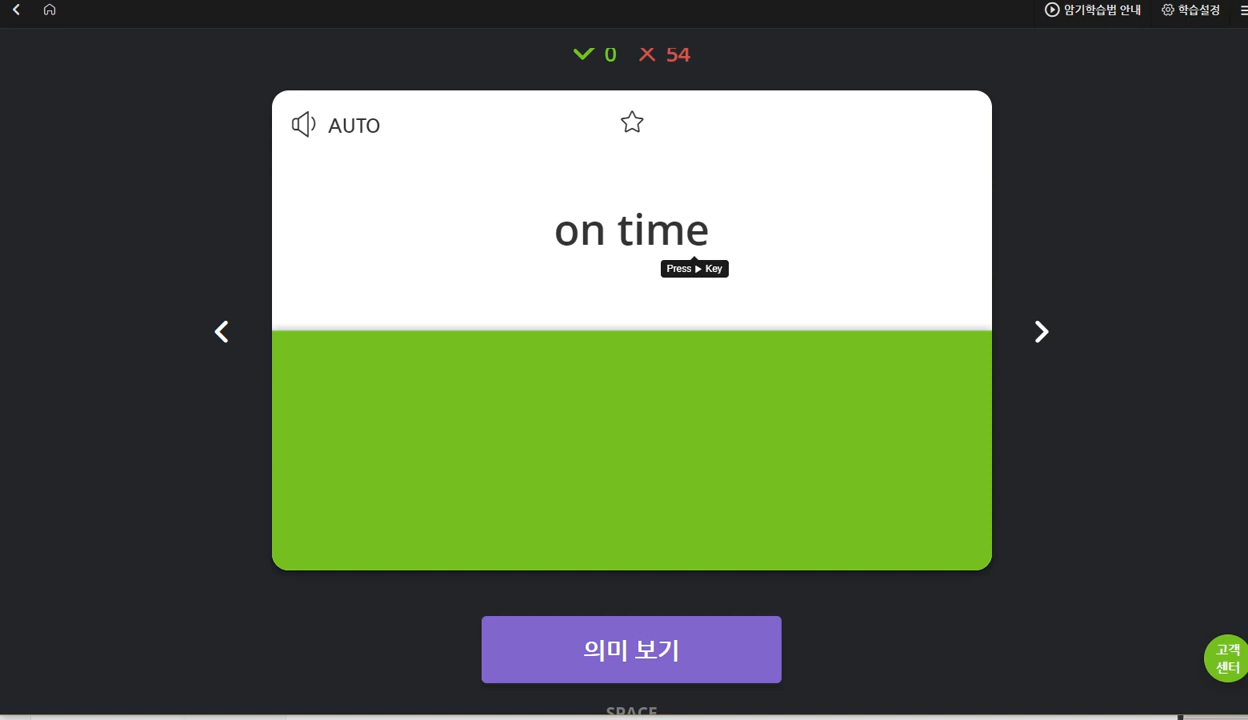 암기학습법 안내 학습설정
0 54
AUTO
on time
Press ▶ Key
의미 보기
고객
센터
SPACE